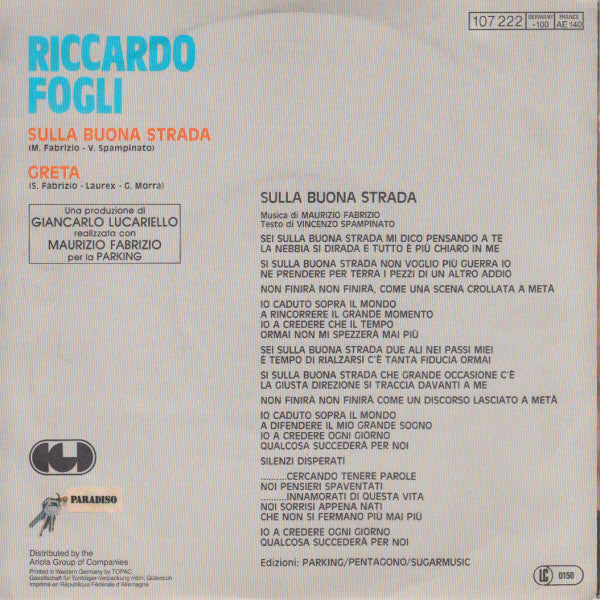 107 222 GERMANY -100 FRANCE AE 140
RICCARDO
FOGLI
SULLA BUONA STRADA
(M. Fabrizio - V. Spampinato)
GRETA
(S. Fabrizio - Laurex - G. Morra)
Una produzione di
GIANCARLO LUCARIELLO
realizzata con
MAURIZIO FABRIZIO
per la PARKING
SULLA BUONA STRADA
Musica di MAURIZIO FABRIZIO
Testo di VINCENZO SPAMPINATO
SEI SULLA BUONA STRADA MI DICO PENSANDO A TE
LA NEBBIA SI DIRADA E TUTTO È PIÙ CHIARO IN ME
SI SULLA BUONA STRADA NON VOGLIO PIÙ GUERRA IO
NE PRENDERE PER TERRA I PEZZI DI UN ALTRO ADDIO
NON FINIRÀ NON FINIRÀ, COME UNA SCENA CROLLATA A METÀ
IO CADUTO SOPRA IL MONDO
A RINCORRERE IL GRANDE MOMENTO
IO A CREDERE CHE IL TEMPO
ORMAI NON MI SPEZZERÀ MAI PIÙ
SEI SULLA BUONA STRADA DUE ALI NEI PASSI MIEI
È TEMPO DI RIALZARSI C'È TANTA FIDUCIA ORMAI
SI SULLA BUONA STRADA CHE GRANDE OCCASIONE C'È
LA GIUSTA DIREZIONE SI TRACCIA DAVANTI A ME
NON FINIRÀ NON FINIRÀ COME UN DISCORSO LASCIATO A METÀ
IO CADUTO SOPRA IL MONDO
A DIFENDERE IL MIO GRANDE SOGNO
IO A CREDERE OGNI GIORNO
QUALCOSA SUCCEDERÀ PER NOI
SILENZI DISPERATI
..........CERCANDO TENERE PAROLE
NOI PENSIERI SPAVENTATI
..........INNAMORATI DI QUESTA VITA
NOI SORRISI APPENA NATI
CHE NON SI FERMANO PIÙ MAI PIÙ
IO A CREDERE OGNI GIORNO
QUALCOSA SUCCEDERÀ PER NOI
Edizioni: PARKING/PENTAGONO/SUGARMUSIC
PARADISO
Distributed by the
Ariola Group of Companies
Printed in Western Germany by TOPAC,
Gesellschaft für Tonträger-Verpackung mbH, Gütersloh
Imprimé en République Fédérale d'Allemagne
LC 0150